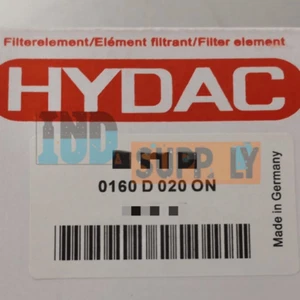 Filterelement/Elément filtrant/Filter element
HYDAC
IND
SUPPLY
0160 D 020 ON
Made in Germany